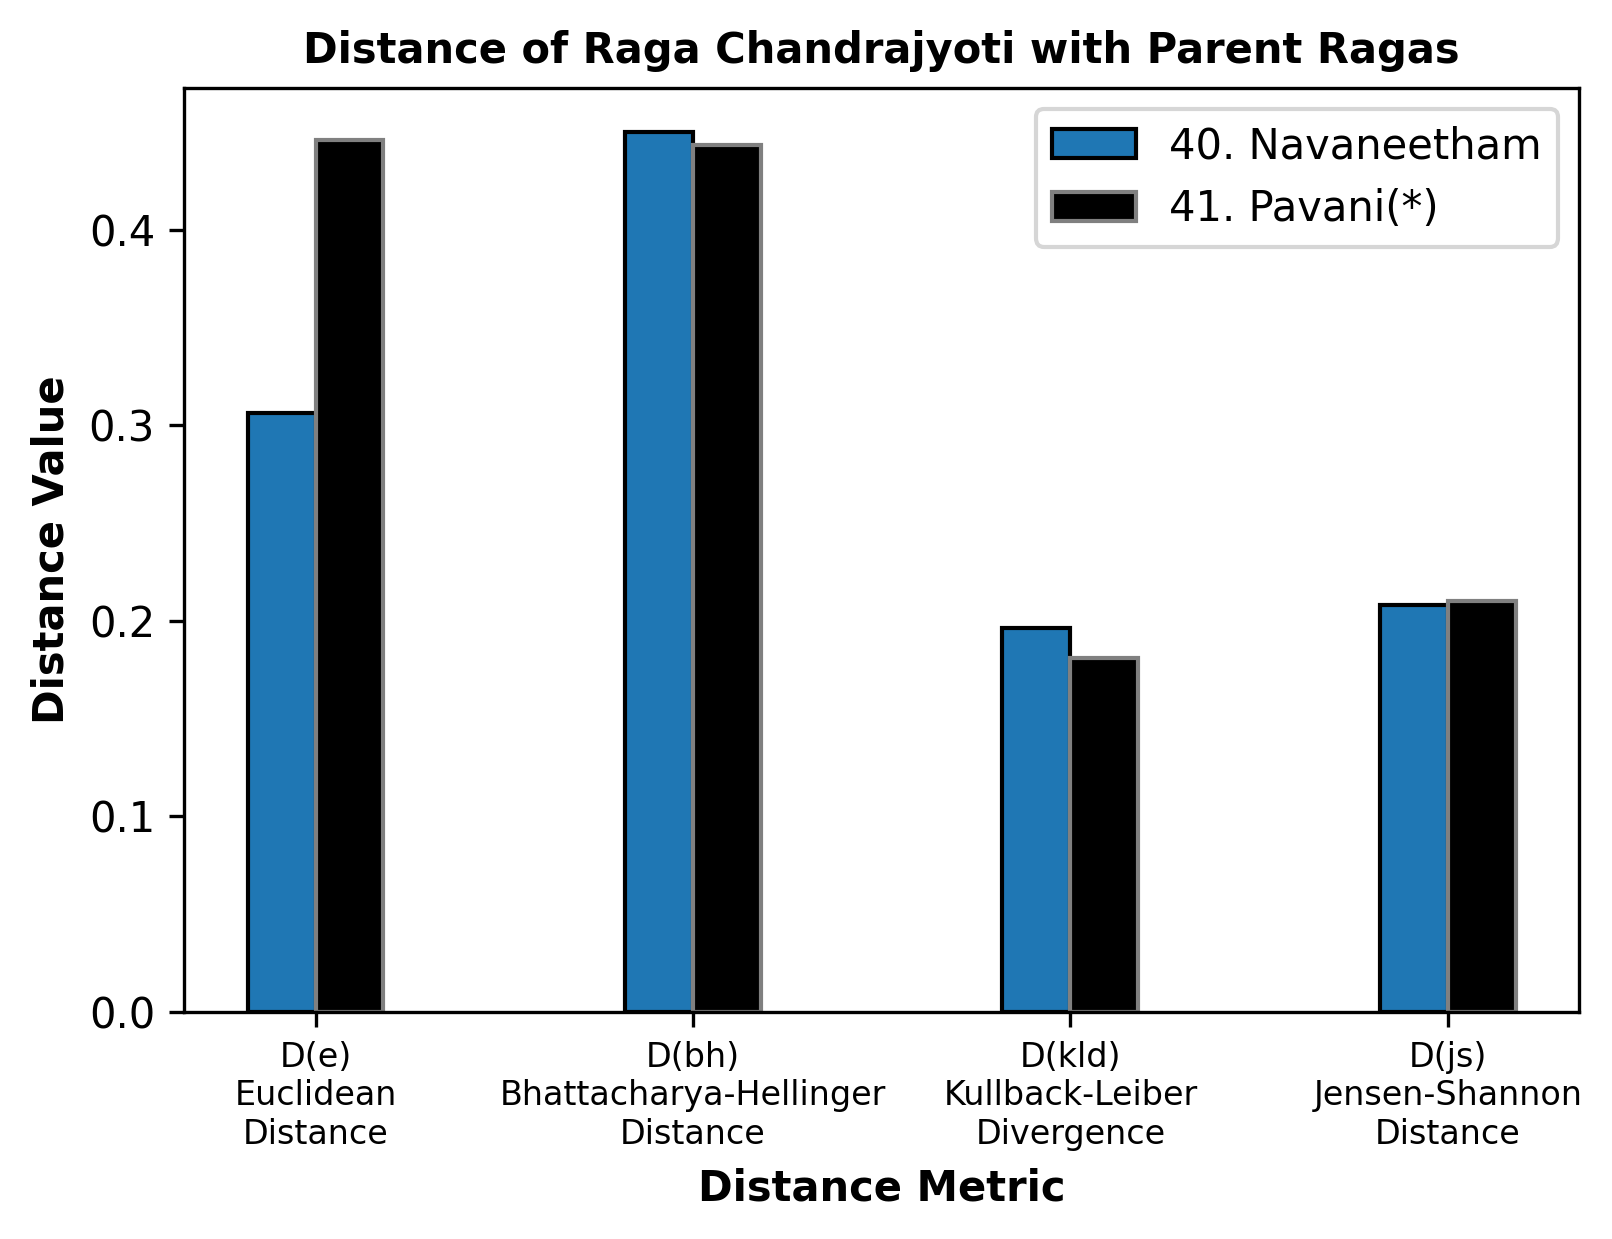 Distance of Raga Chandrajyoti with Parent Ragas
40. Navaneetham
41. Pavani(*)
Distance Value
0.4
0.3
0.2
0.1
0.0
D(e)
Euclidean
Distance
D(bh)
Bhattacharya-Hellinger
Distance
D(kld)
Kullback-Leiber
Divergence
D(js)
Jensen-Shannon
Distance
Distance Metric